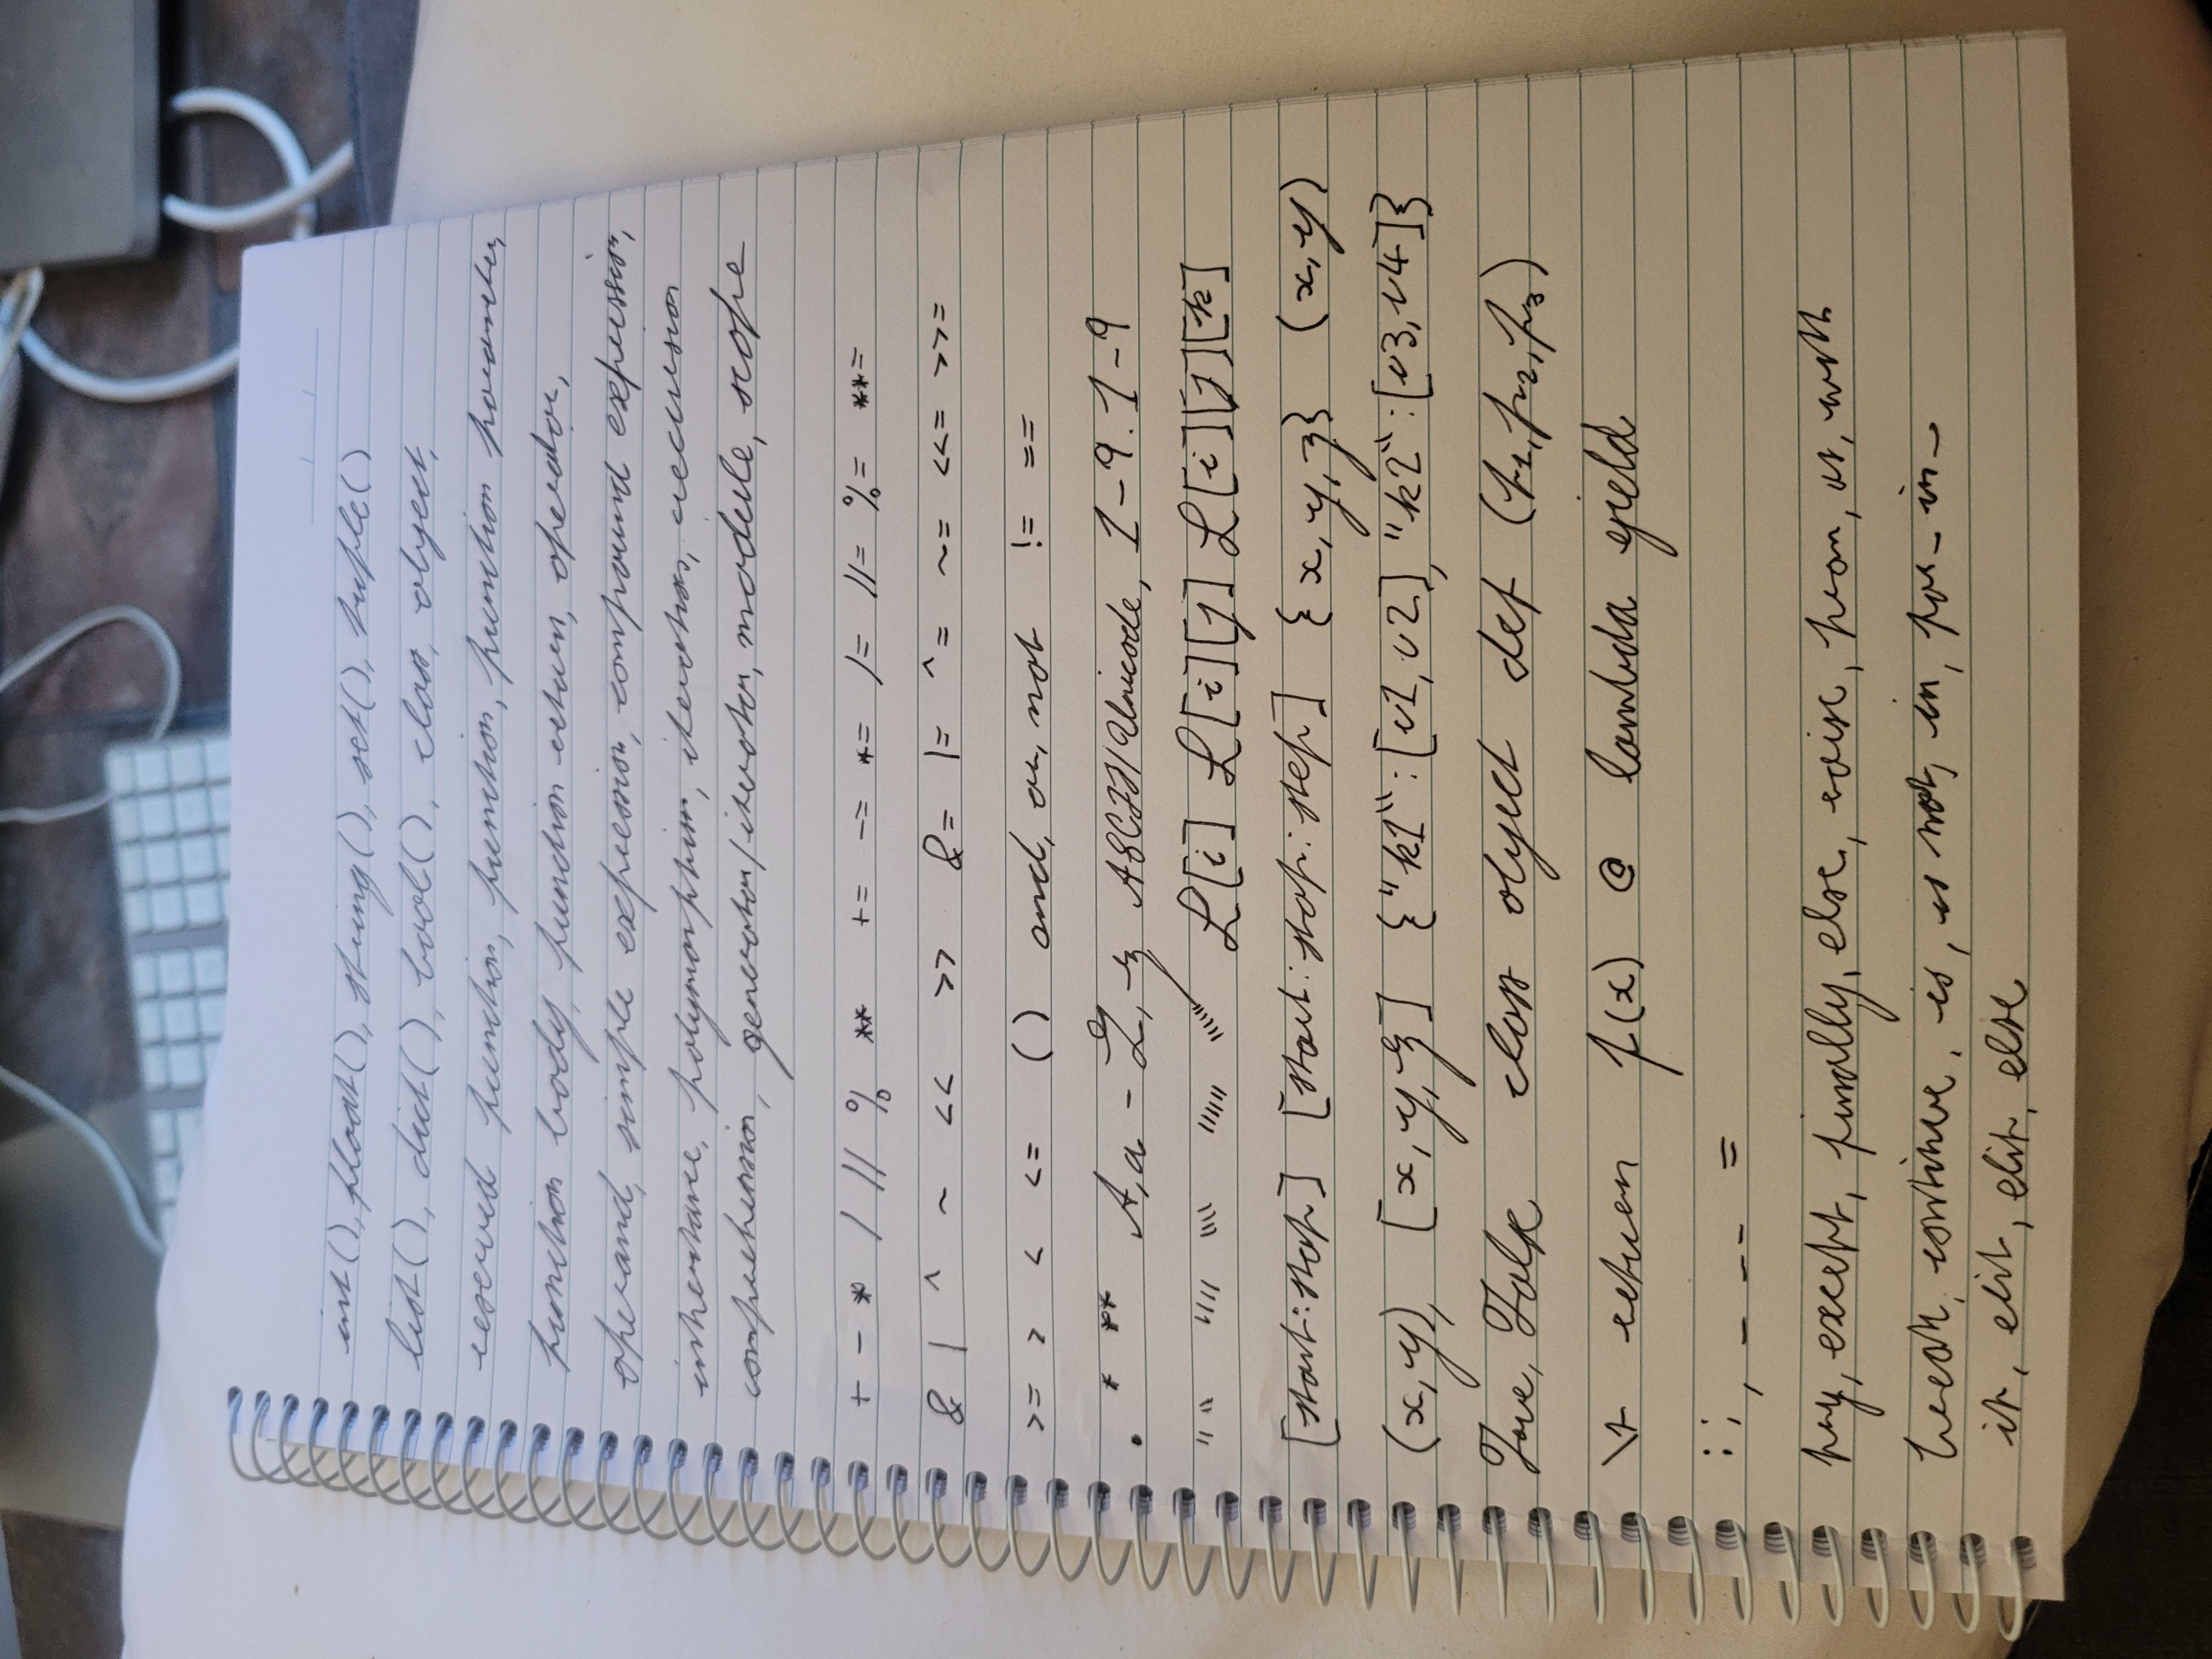 int(), float(), string(), set(), tuple()
list(), dict(), bool(), class, object,
reserved function, function, function parameter,
function body, function return, operator,
operand, simple expression, compound expression,
inheritance, polymorphism, iteration, recursion
comprehension, generator/iterator, module, scope
+ - * / // % ** += -= *= /= //= %= **=
& | ^ ~ << >> &= |= ^= ~= <<= >>=
>= > < <= () and, or, not != ==
. * ** A,a - Z,z ASCII/Unicode, 1-9.1-9
L[i] L[i][j] L[i][j][k]
[start:stop] [start:stop:step] {x,y,z} (x,y)
(x,y), [x,y,z] {"k1":[v1,v2], "k2":[v3,v4]}
class object def (p1,p2,p3)
\t return f(x) @ lambda yield
: ; , _ __ =
try, except, finally, else, raise, from, as, with
break, continue, is, is not, in, for _ in _
if, elif, elif, else